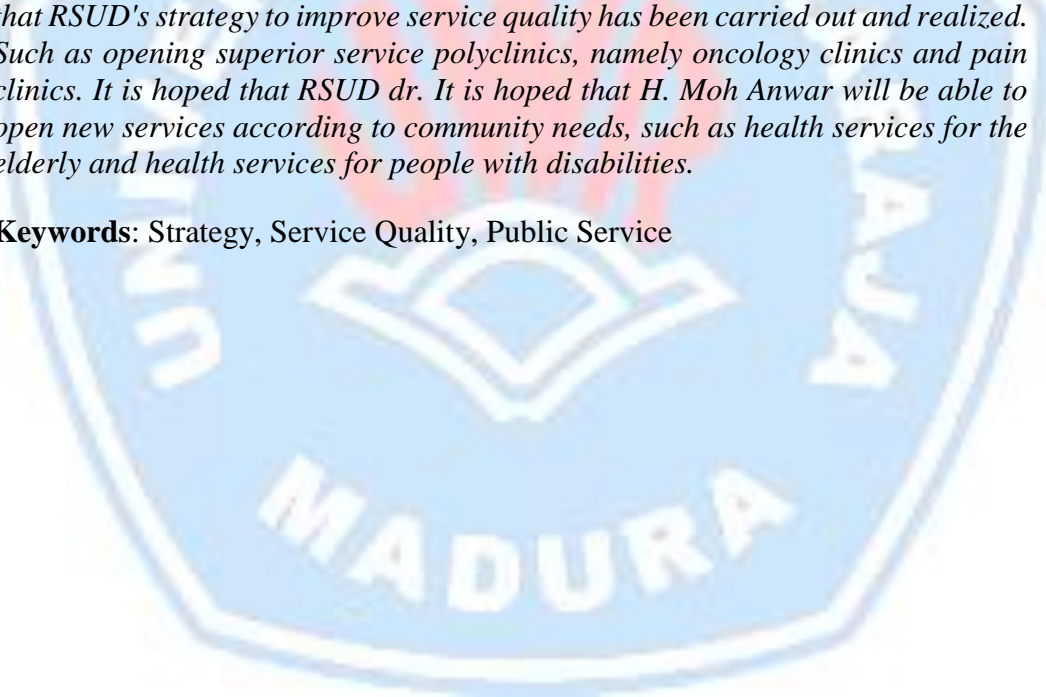 that RSUD's strategy to improve service quality has been carried out and realized.
Such as opening superior service polyclinics, namely oncology clinics and pain
clinics. It is hoped that RSUD dr. It is hoped that H. Moh Anwar will be able to
open new services according to community needs, such as health services for the
elderly and health services for people with disabilities.
Keywords: Strategy, Service Quality, Public Service
MADURA